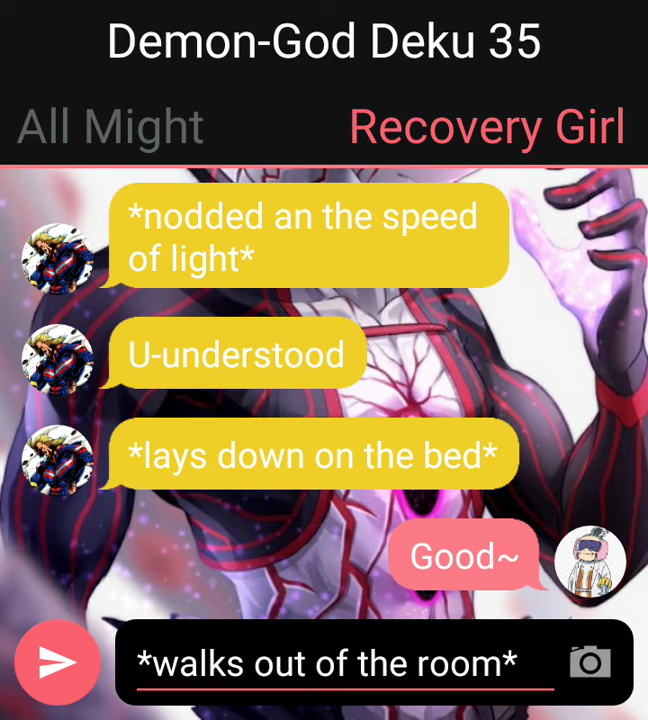 Demon-God Deku 35
All Might
Recovery Girl
*nodded an the speed
of light*
U-understood
*lays down on the bed*
Good~
*walks out of the room*